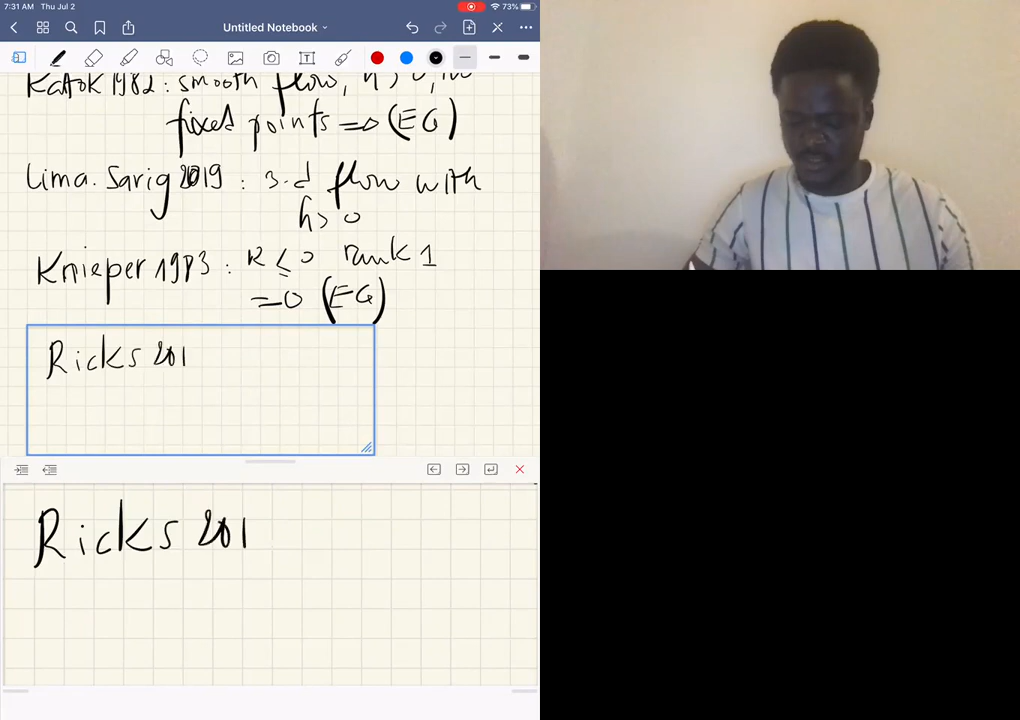 7:31 AM Thu Jul 2
73%
Untitled Notebook
Katok 1982 : smooth flow, h > 0, no
fixed points => (EG)
Lima. Sarig 2019 : 3-d flow with
h > 0
Knieper 1983 : K ≤ 0 rank 1
=> (EG)
Ricks 201
Ricks 201